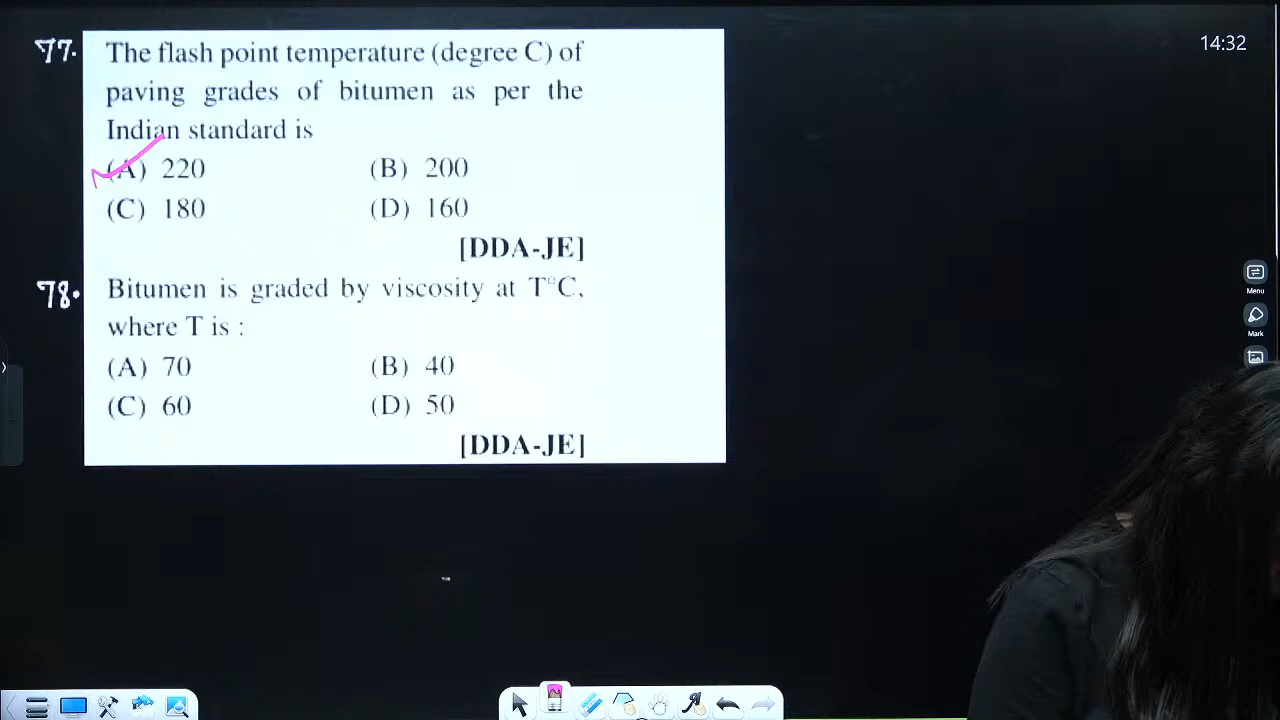 14:32
77. The flash point temperature (degree C) of
paving grades of bitumen as per the
Indian standard is
(A) 220 (B) 200
(C) 180 (D) 160
[DDA-JE]
78. Bitumen is graded by viscosity at T°C,
where T is :
(A) 70 (B) 40
(C) 60 (D) 50
[DDA-JE]
Menu
Mark